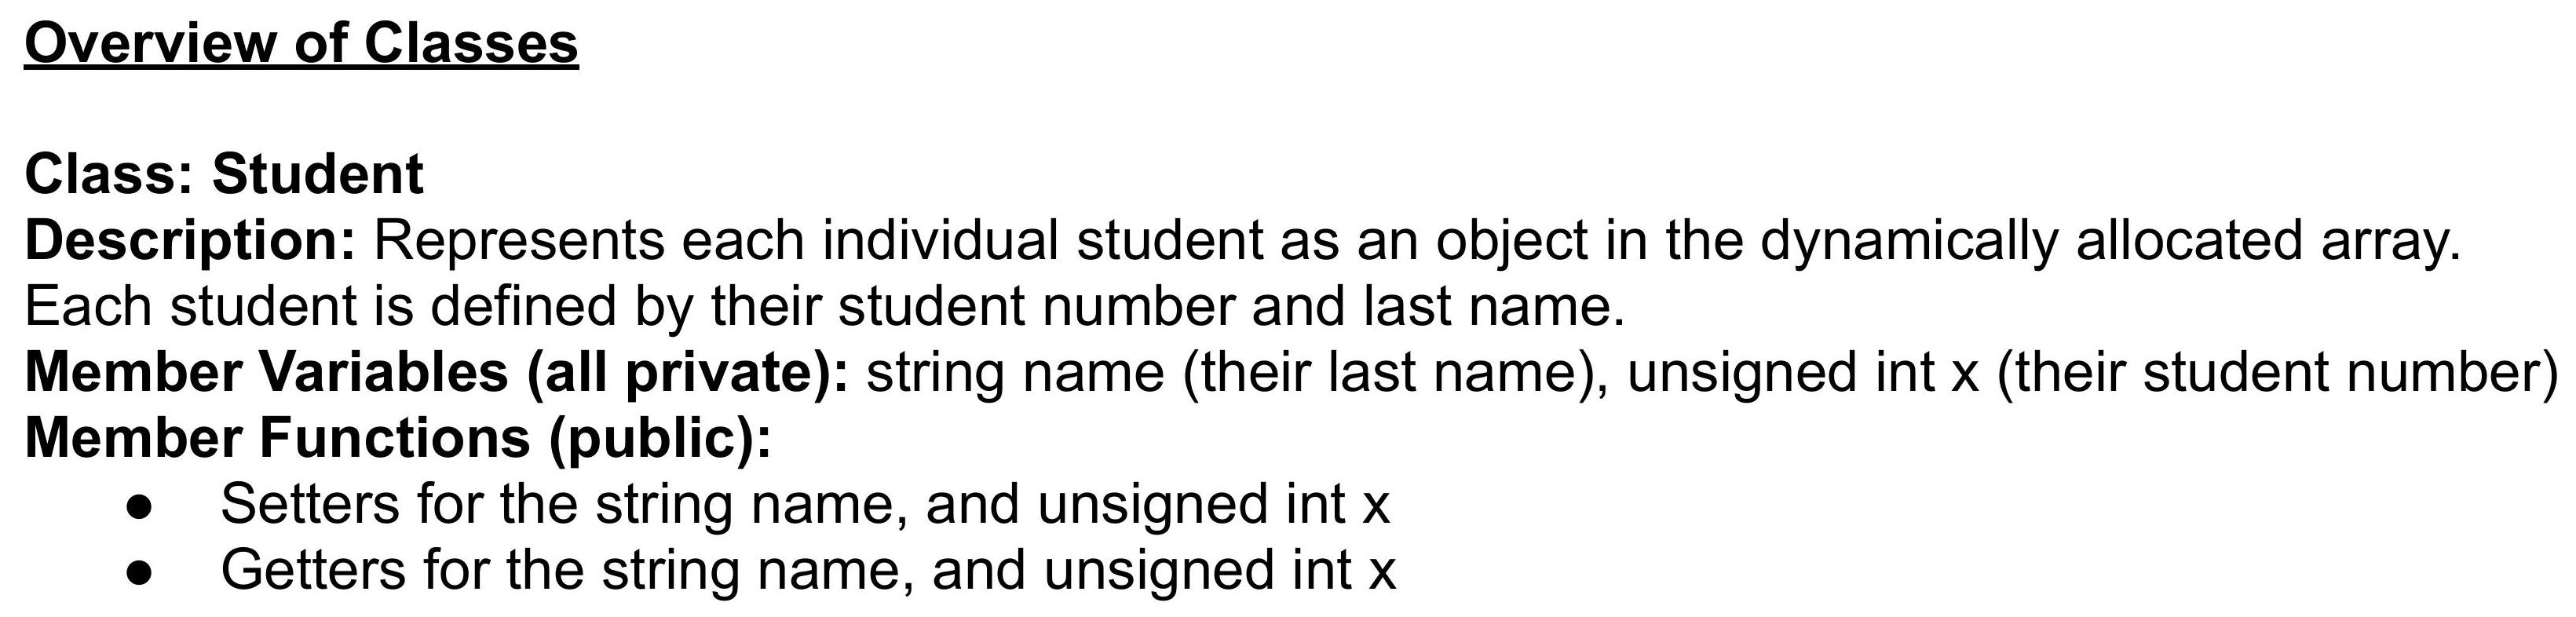 Overview of Classes
Class: Student
Description: Represents each individual student as an object in the dynamically allocated array.
Each student is defined by their student number and last name.
Member Variables (all private): string name (their last name), unsigned int x (their student number)
Member Functions (public):
● Setters for the string name, and unsigned int x
● Getters for the string name, and unsigned int x